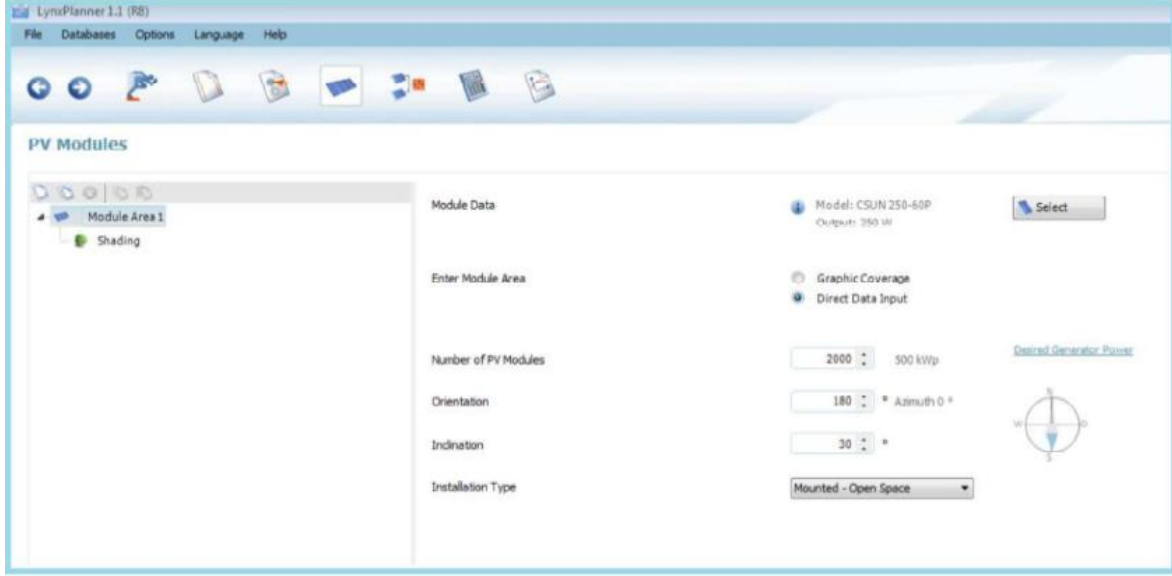 LynxPlanner 1.1 (R8)
File Databases Options Language Help
PV Modules
Module Area 1
Shading
Module Data
Model: CSUN 250-60P
Select
Output: 250 W
Enter Module Area
Graphic Coverage
Direct Data Input
Number of PV Modules
2000
500 kWp
Desired Generator Power
Orientation
180
° Azimuth 0 °
N
W
O
S
Inclination
30
°
Installation Type
Mounted - Open Space